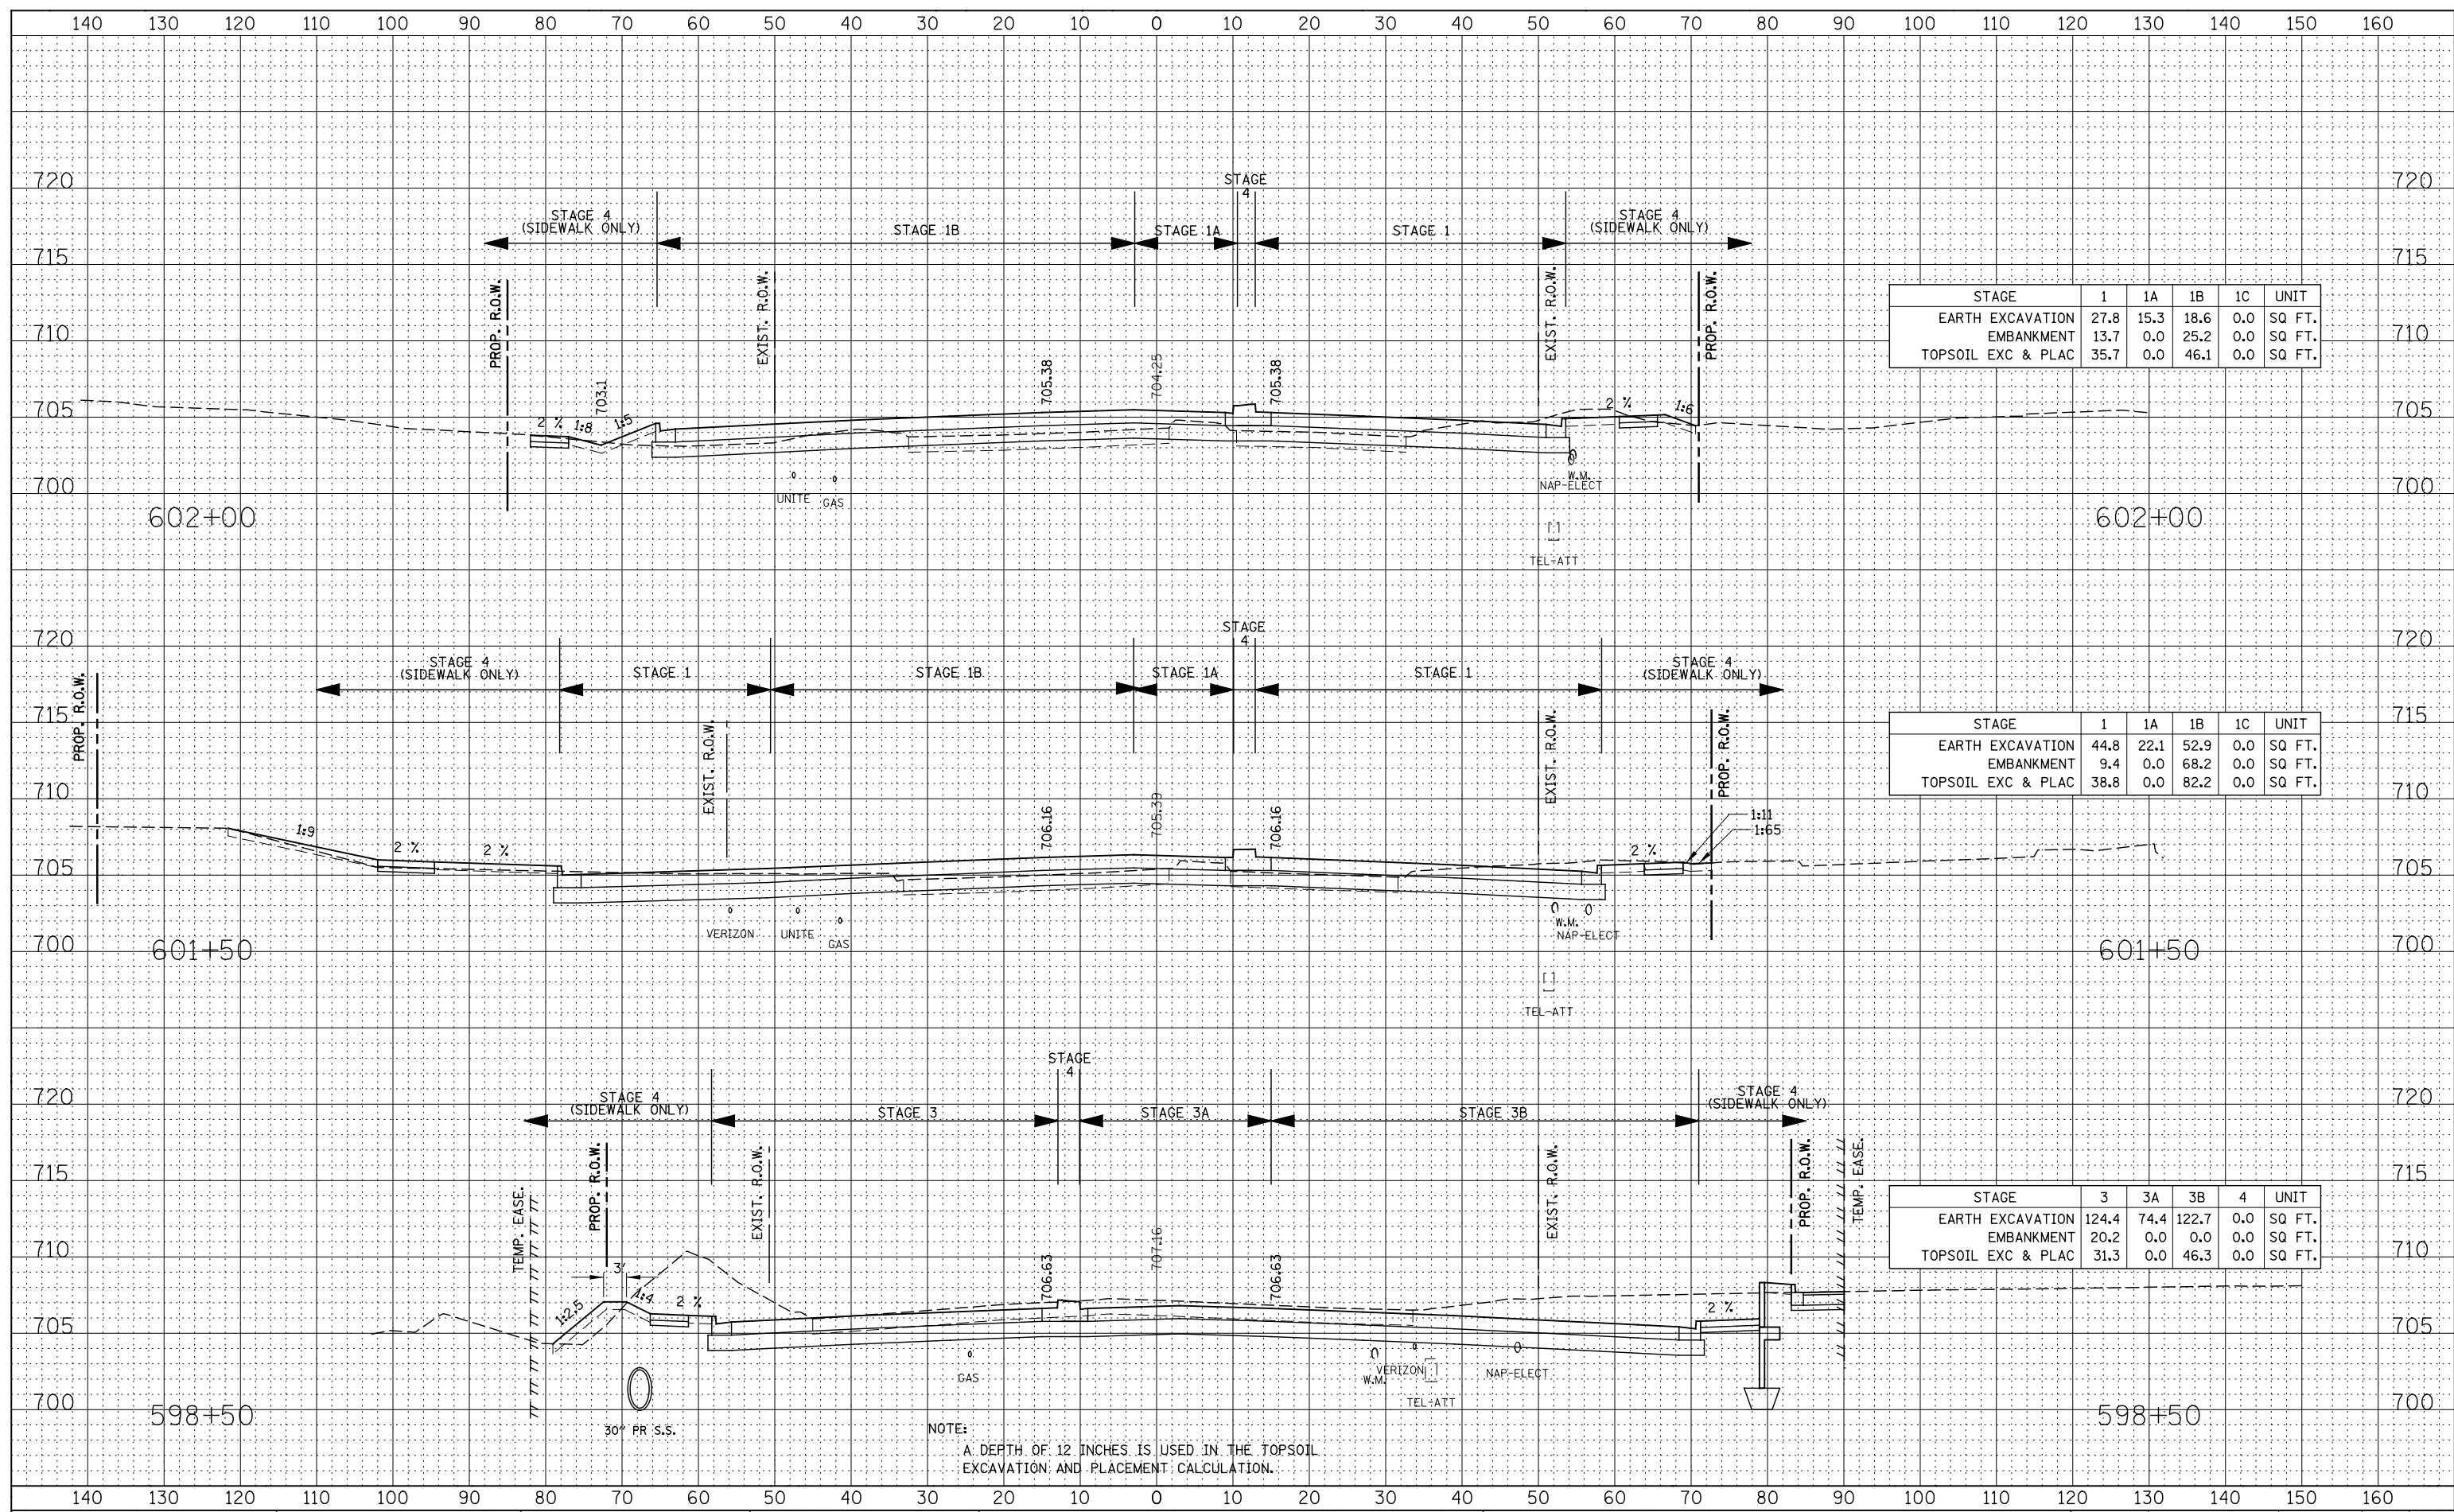 140 130 120 110 100 90 80 70 60 50 40 30 20 10 0 10 20 30 40 50 60 70 80 90 100 110 120 130 140 150 160
720 720
STAGE
4
STAGE 4
(SIDEWALK ONLY)
STAGE 1B
STAGE 1A
STAGE 1
STAGE 4
(SIDEWALK ONLY)
715 715
PROP. R.O.W.
EXIST. R.O.W.
EXIST. R.O.W.
PROP. R.O.W.
STAGE 1 1A 1B 1C UNIT
EARTH EXCAVATION 27.8 15.3 18.6 0.0 SQ FT.
EMBANKMENT 13.7 0.0 25.2 0.0 SQ FT.
TOPSOIL EXC & PLAC 35.7 0.0 46.1 0.0 SQ FT.
710 710
703.1
705.38
704.25
705.38
705 705
2 %
1:8
1:5
2 %
1:6
700 700
UNITE
GAS
W.M.
NAP-ELECT
602+00 602+00
TEL-ATT
720 720
STAGE
4
STAGE 4
(SIDEWALK ONLY)
STAGE 1
STAGE 1B
STAGE 1A
STAGE 1
STAGE 4
(SIDEWALK ONLY)
715 715
PROP. R.O.W.
EXIST. R.O.W.
EXIST. R.O.W.
PROP. R.O.W.
STAGE 1 1A 1B 1C UNIT
EARTH EXCAVATION 44.8 22.1 52.9 0.0 SQ FT.
EMBANKMENT 9.4 0.0 68.2 0.0 SQ FT.
TOPSOIL EXC & PLAC 38.8 0.0 82.2 0.0 SQ FT.
710 710
706.16
705.39
706.16
1:11
1:65
1:9
2 %
2 %
2 %
705 705
VERIZON
UNITE
GAS
W.M.
NAP-ELECT
700 700
601+50 601+50
TEL-ATT
STAGE
4
720 720
STAGE 4
(SIDEWALK ONLY)
STAGE 3
STAGE 3A
STAGE 3B
STAGE 4
(SIDEWALK ONLY)
715 715
TEMP. EASE.
PROP. R.O.W.
EXIST. R.O.W.
EXIST. R.O.W.
PROP. R.O.W.
TEMP. EASE.
STAGE 3 3A 3B 4 UNIT
EARTH EXCAVATION 124.4 74.4 122.7 0.0 SQ FT.
EMBANKMENT 20.2 0.0 0.0 0.0 SQ FT.
TOPSOIL EXC & PLAC 31.3 0.0 46.3 0.0 SQ FT.
710 710
3'
706.63
707.16
706.63
1:2.5
1:4
2 %
2 %
705 705
GAS
W.M.
VERIZON
NAP-ELECT
TEL-ATT
700 700
598+50 598+50
30" PR S.S.
NOTE:
A DEPTH OF 12 INCHES IS USED IN THE TOPSOIL
EXCAVATION AND PLACEMENT CALCULATION.
140 130 120 110 100 90 80 70 60 50 40 30 20 10 0 10 20 30 40 50 60 70 80 90 100 110 120 130 140 150 160